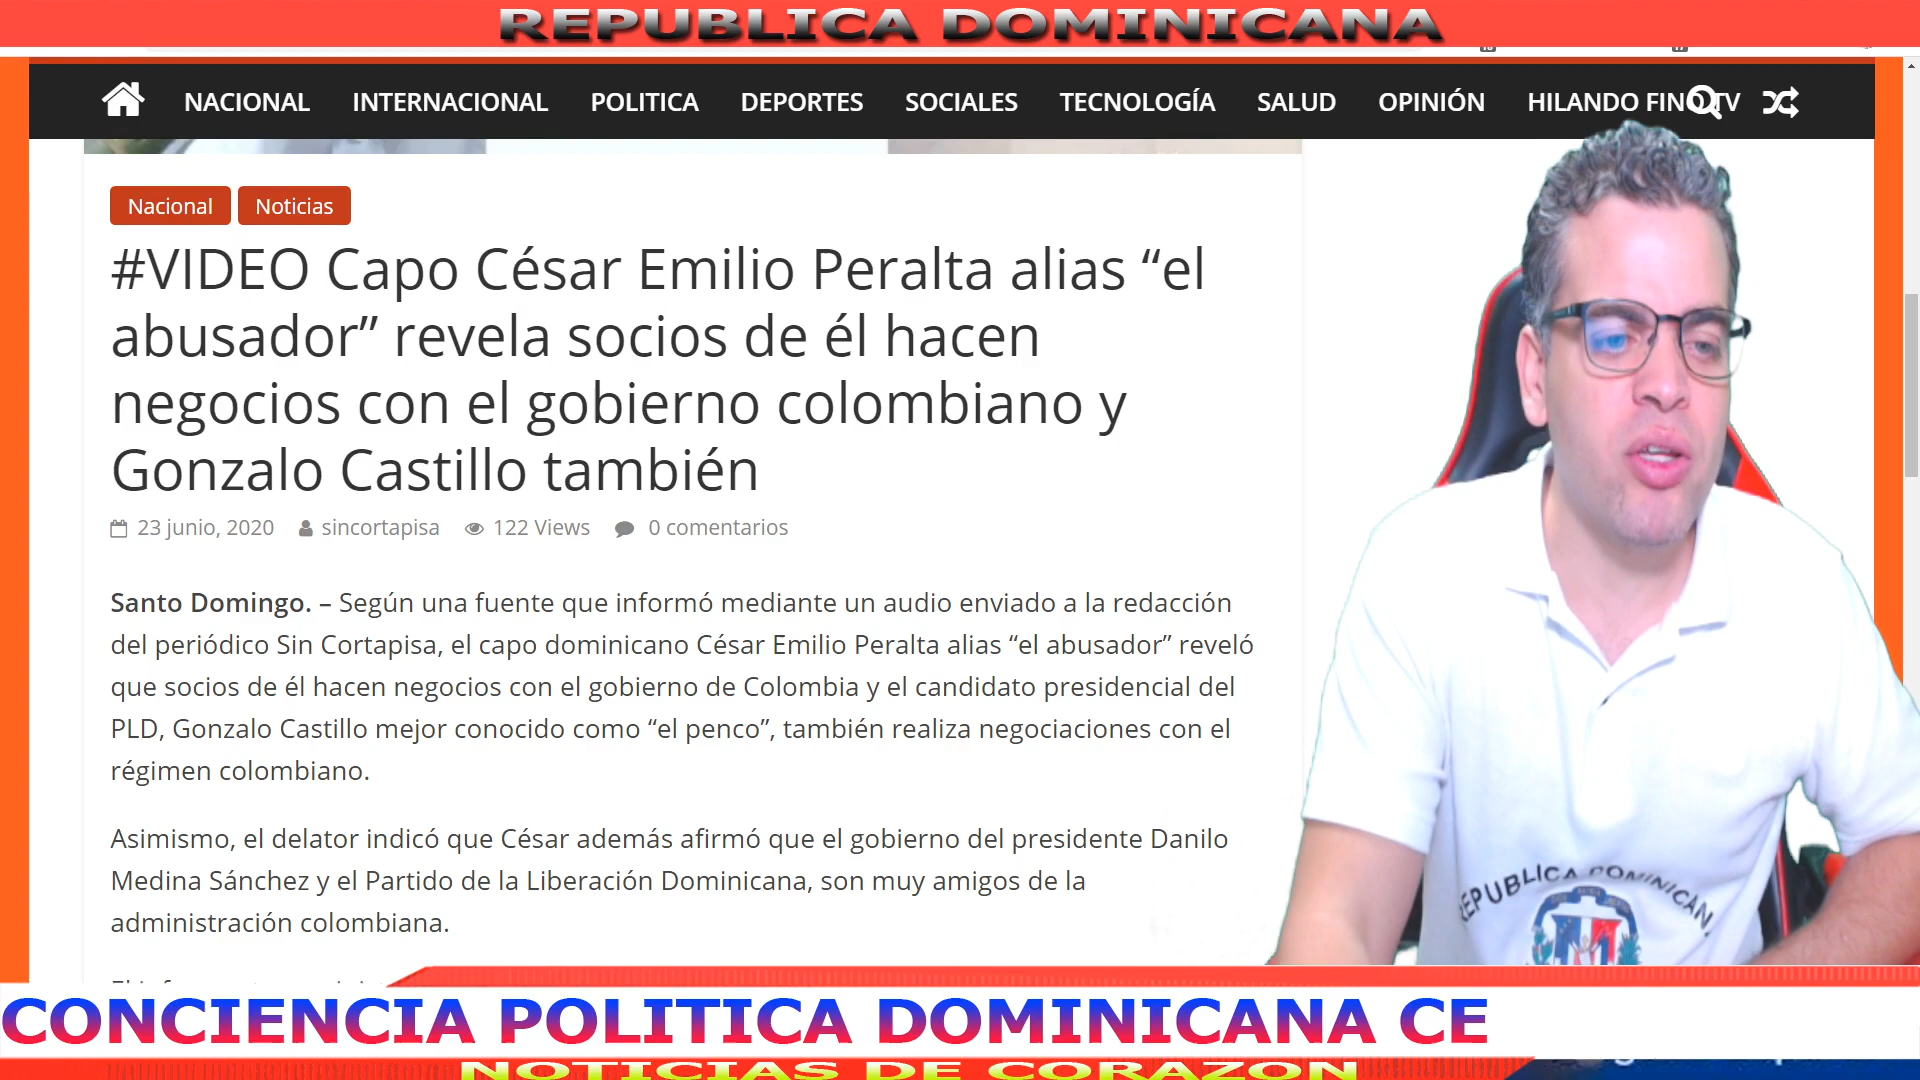 REPUBLICA DOMINICANA
NACIONAL INTERNACIONAL POLITICA DEPORTES SOCIALES TECNOLOGÍA SALUD OPINIÓN HILANDO FINO TV
Nacional Noticias
#VIDEO Capo César Emilio Peralta alias “el
abusador” revela socios de él hacen
negocios con el gobierno colombiano y
Gonzalo Castillo también
23 junio, 2020 sincortapisa 122 Views 0 comentarios
Santo Domingo. – Según una fuente que informó mediante un audio enviado a la redacción
del periódico Sin Cortapisa, el capo dominicano César Emilio Peralta alias “el abusador” reveló
que socios de él hacen negocios con el gobierno de Colombia y el candidato presidencial del
PLD, Gonzalo Castillo mejor conocido como “el penco”, también realiza negociaciones con el
régimen colombiano.
Asimismo, el delator indicó que César además afirmó que el gobierno del presidente Danilo
Medina Sánchez y el Partido de la Liberación Dominicana, son muy amigos de la
administración colombiana.
REPUBLICA DOMINICAN
CONCIENCIA POLITICA DOMINICANA CE
NOTICIAS DE CORAZON